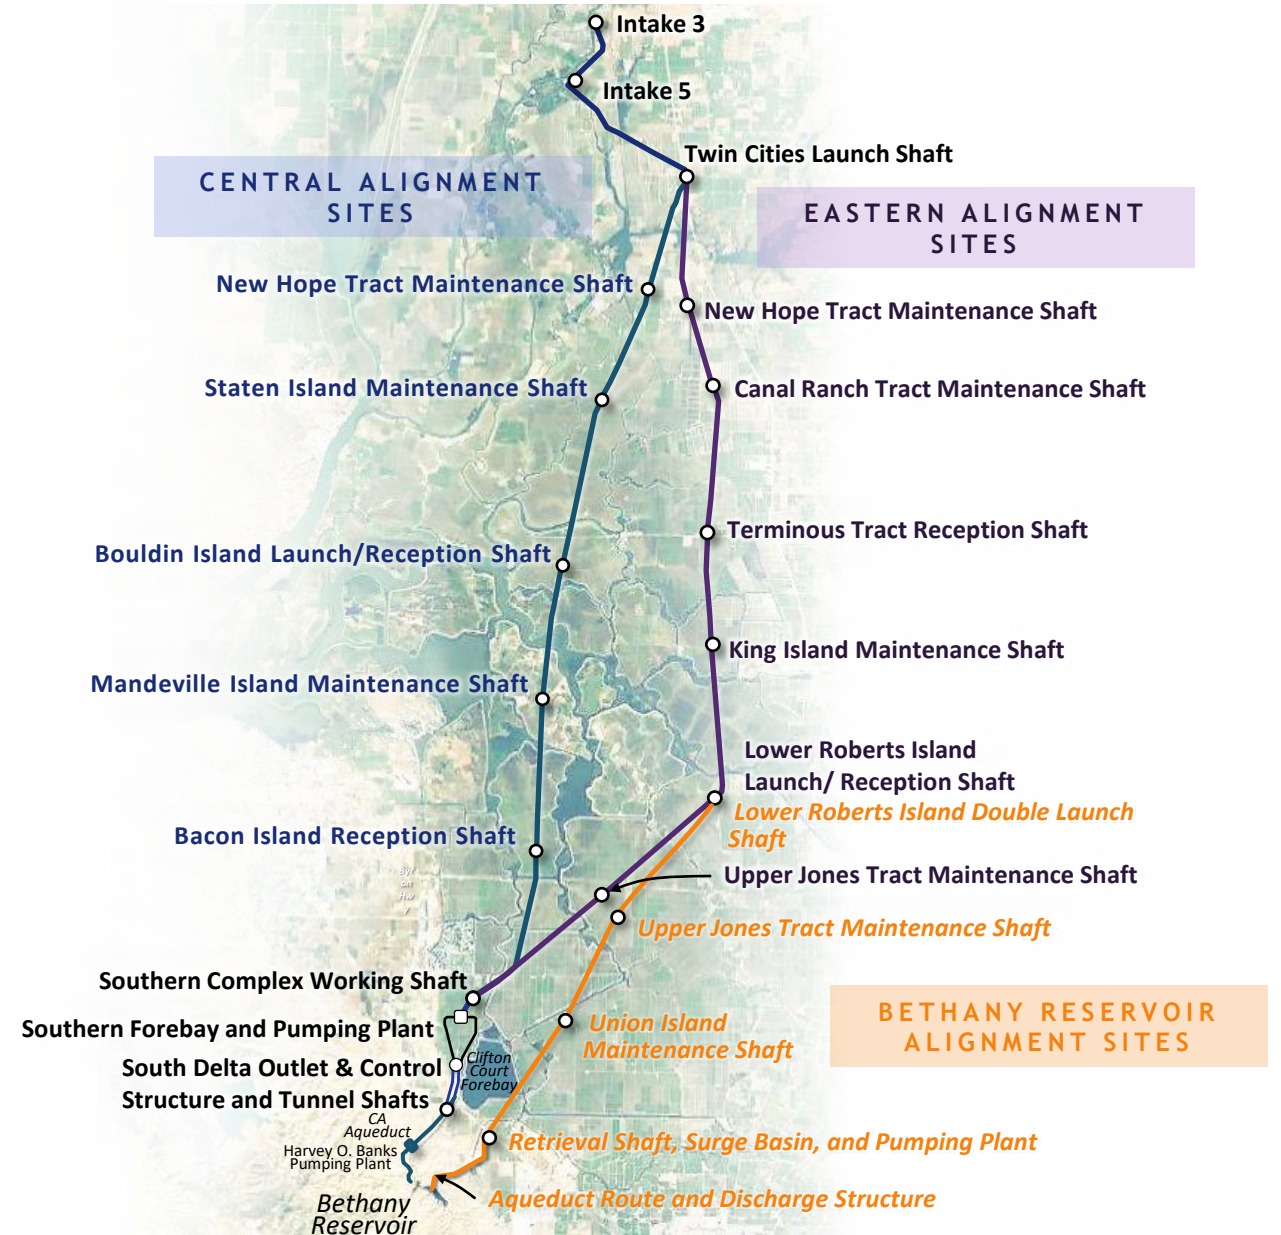 Intake 3
Intake 5
Twin Cities Launch Shaft
CENTRAL ALIGNMENT
SITES
EASTERN ALIGNMENT
SITES
New Hope Tract Maintenance Shaft
New Hope Tract Maintenance Shaft
Staten Island Maintenance Shaft
Canal Ranch Tract Maintenance Shaft
Terminous Tract Reception Shaft
Bouldin Island Launch/Reception Shaft
King Island Maintenance Shaft
Mandeville Island Maintenance Shaft
Lower Roberts Island
Launch/ Reception Shaft
Lower Roberts Island Double Launch
Shaft
Bacon Island Reception Shaft
Byr
on
Hw
y
Upper Jones Tract Maintenance Shaft
Upper Jones Tract Maintenance Shaft
Southern Complex Working Shaft
Southern Forebay and Pumping Plant
Union Island
Maintenance Shaft
BETHANY RESERVOIR
ALIGNMENT SITES
South Delta Outlet & Control
Structure and Tunnel Shafts
Clifton
Court
Forebay
CA
Aqueduct
Harvey O. Banks
Pumping Plant
Retrieval Shaft, Surge Basin, and Pumping Plant
Aqueduct Route and Discharge Structure
Bethany
Reservoir